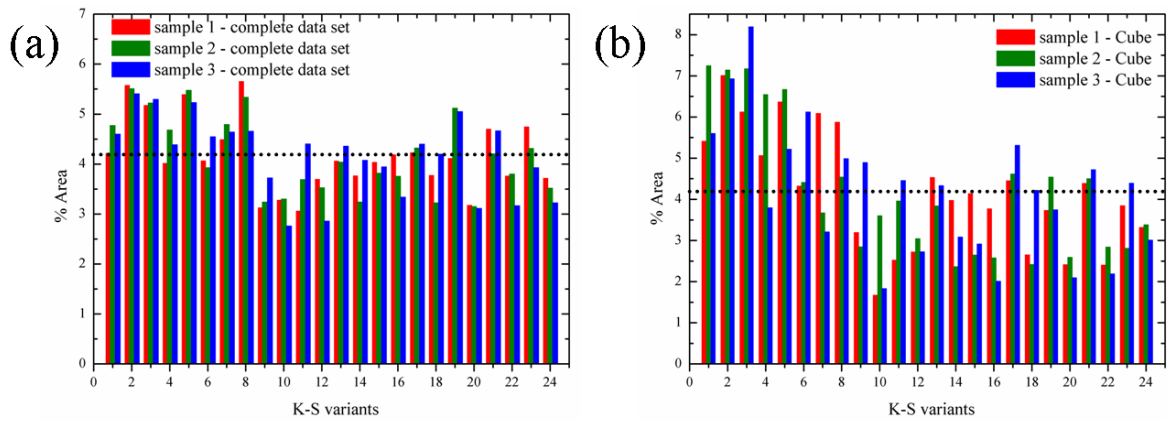 (a)
sample 1 - complete data set
sample 2 - complete data set
sample 3 - complete data set
7
6
5
4
3
2
1
0
% Area
0 2 4 6 8 10 12 14 16 18 20 22 24
K-S variants
(b)
sample 1 - Cube
sample 2 - Cube
sample 3 - Cube
8
7
6
5
4
3
2
1
0
% Area
0 2 4 6 8 10 12 14 16 18 20 22 24
K-S variants